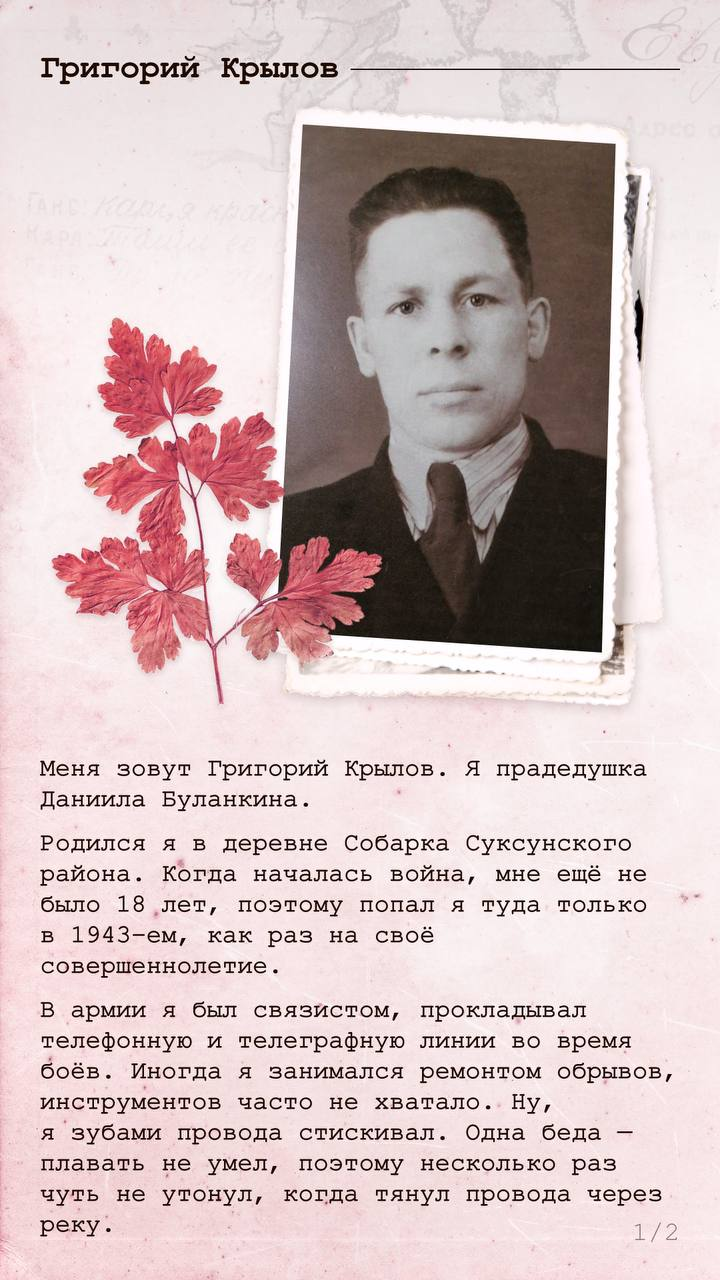 Григорий Крылов
Меня зовут Григорий Крылов. Я прадедушка
Даниила Буланкина.
Родился я в деревне Собарка Суксунского
района. Когда началась война, мне ещё не
было 18 лет, поэтому попал я туда только
в 1943-ем, как раз на своё
совершеннолетие.
В армии я был связистом, прокладывал
телефонную и телеграфную линии во время
боёв. Иногда я занимался ремонтом обрывов,
инструментов часто не хватало. Ну,
я зубами провода стискивал. Одна беда —
плавать не умел, поэтому несколько раз
чуть не утонул, когда тянул провода через
реку.
1/2